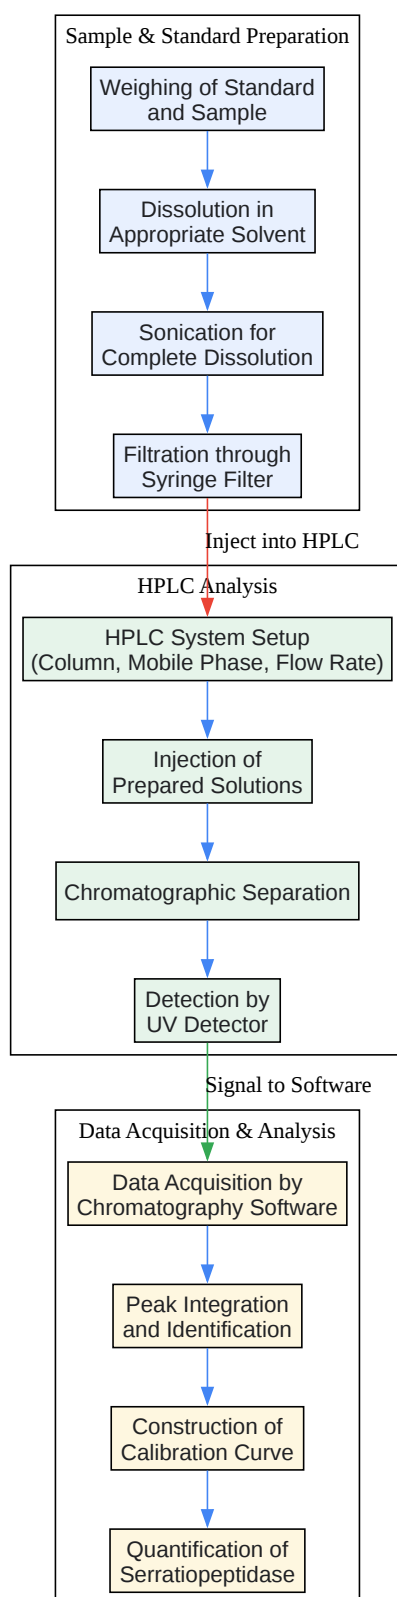 Sample & Standard Preparation
Weighing of Standard
and Sample
Dissolution in
Appropriate Solvent
Sonication for
Complete Dissolution
Filtration through
Syringe Filter
Inject into HPLC
HPLC Analysis
HPLC System Setup
(Column, Mobile Phase, Flow Rate)
Injection of
Prepared Solutions
Chromatographic Separation
Detection by
UV Detector
Signal to Software
Data Acquisition & Analysis
Data Acquisition by
Chromatography Software
Peak Integration
and Identification
Construction of
Calibration Curve
Quantification of
Serratiopeptidase